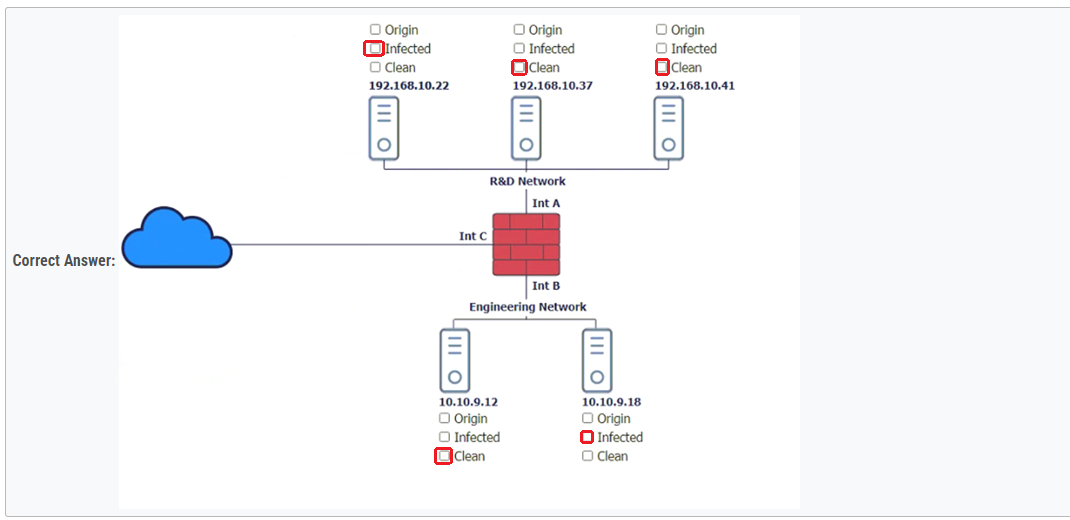 Origin Origin Origin
Infected Infected Infected
Clean Clean Clean
192.168.10.22 192.168.10.37 192.168.10.41
R&D Network
Int A
Int C
Correct Answer:
Int B
Engineering Network
10.10.9.12 10.10.9.18
Origin Origin
Infected Infected
Clean Clean